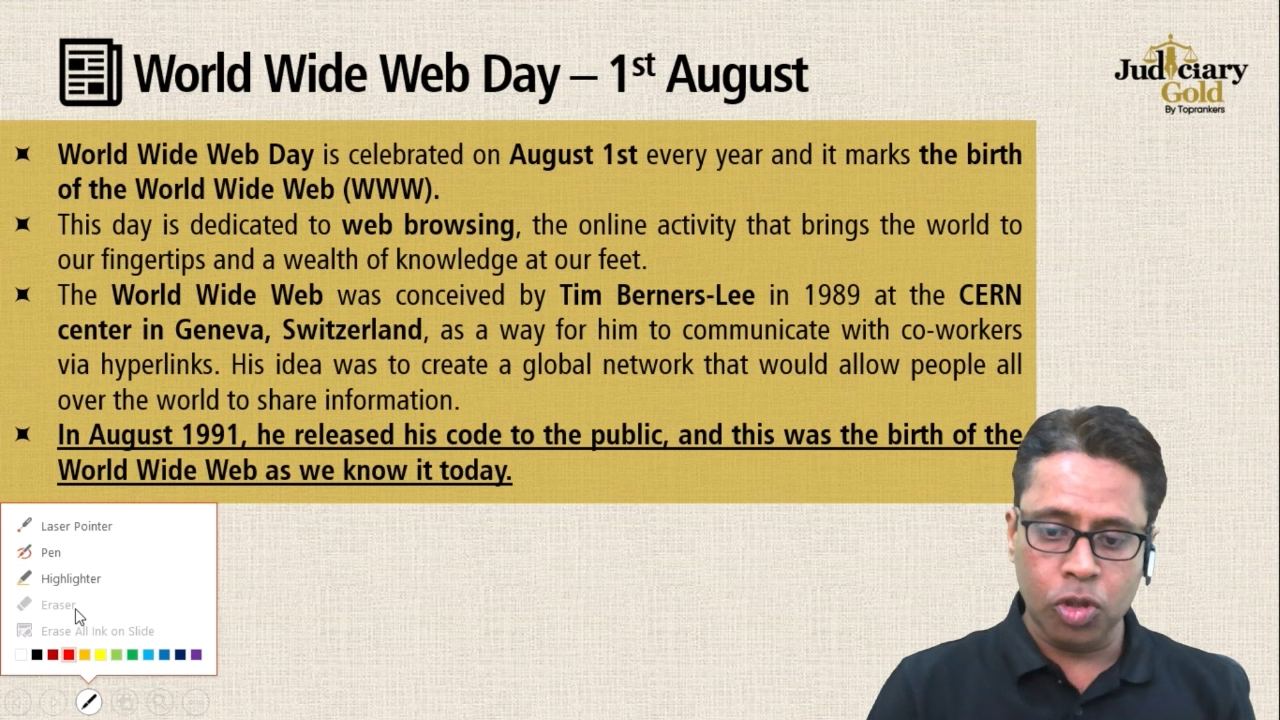 World Wide Web Day – 1st August
Judiciary
Gold
By Toprankers
World Wide Web Day is celebrated on August 1st every year and it marks the birth
of the World Wide Web (WWW).
This day is dedicated to web browsing, the online activity that brings the world to
our fingertips and a wealth of knowledge at our feet.
The World Wide Web was conceived by Tim Berners-Lee in 1989 at the CERN
center in Geneva, Switzerland, as a way for him to communicate with co-workers
via hyperlinks. His idea was to create a global network that would allow people all
over the world to share information.
In August 1991, he released his code to the public, and this was the birth of the
World Wide Web as we know it today.
Laser Pointer
Pen
Highlighter
Eraser
Erase All Ink on Slide